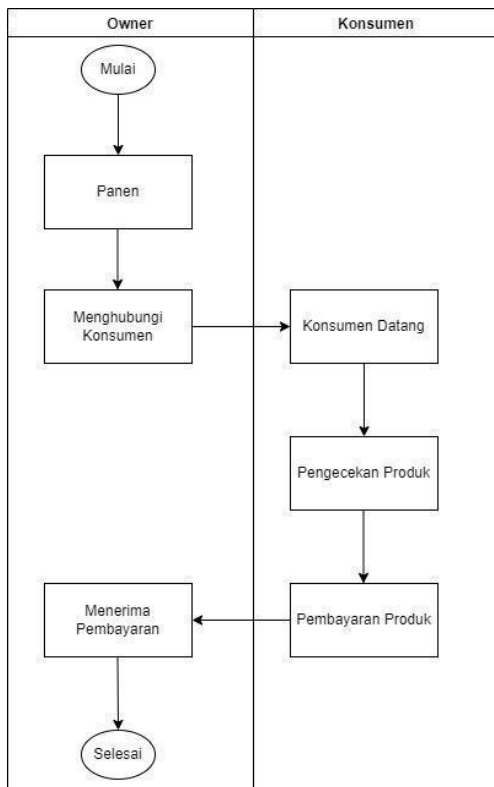 Owner
Konsumen
Mulai
Panen
Menghubungi
Konsumen
Konsumen Datang
Pengecekan Produk
Pembayaran Produk
Menerima
Pembayaran
Selesai